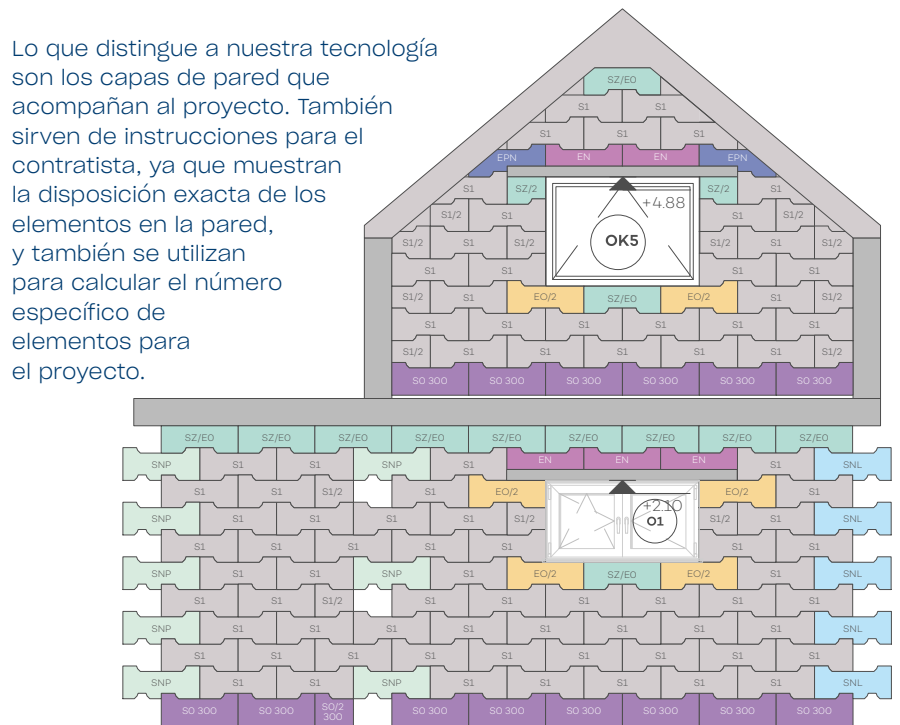 Lo que distingue a nuestra tecnología
son los capas de pared que
acompañan al proyecto. También
sirven de instrucciones para el
contratista, ya que muestran
la disposición exacta de los
elementos en la pared,
y también se utilizan
para calcular el número
específico de
elementos para
el proyecto.
SZ/EO
S1 S1
S1 S1
EPN EN EN EPN
S1 SZ/2 SZ/2 S1
+4.88
S1/2 S1 S1 S1/2
S1/2 S1 S1/2 OK5 S1/2 S1 S1/2
S1 S1 S1 S1
S1/2 S1 EO/2 SZ/EO EO/2 S1 S1/2
S1 S1 S1 S1 S1 S1
S1/2 S1 S1 S1 S1 S1 S1/2
SO 300 SO 300 SO 300 SO 300 SO 300 SO 300
SZ/EO SZ/EO SZ/EO SZ/EO SZ/EO SZ/EO SZ/EO SZ/EO SZ/EO
SNP S1 S1 SNP S1 EN EN EN S1 SNL
S1 S1 S1/2 S1 EO/2 EO/2 S1
+2.10
SNP S1 S1 S1 S1 S1/2 O1 S1/2 S1 SNL
S1 S1 S1 S1 S1 S1 S1
SNP S1 S1 SNP S1 EO/2 SZ/EO EO/2 S1 SNL
S1 S1 S1/2 S1 S1 S1 S1 S1 S1
SNP S1 S1 S1 S1 S1 S1 S1 S1 SNL
S1 S1 S1 S1 S1 S1 S1 S1 S1
SNP S1 S1 SNP S1 S1 S1 S1 S1 SNL
SO 300 SO 300 SO/2 300 SO 300 SO 300 SO 300 SO 300 SO 300 SO 300